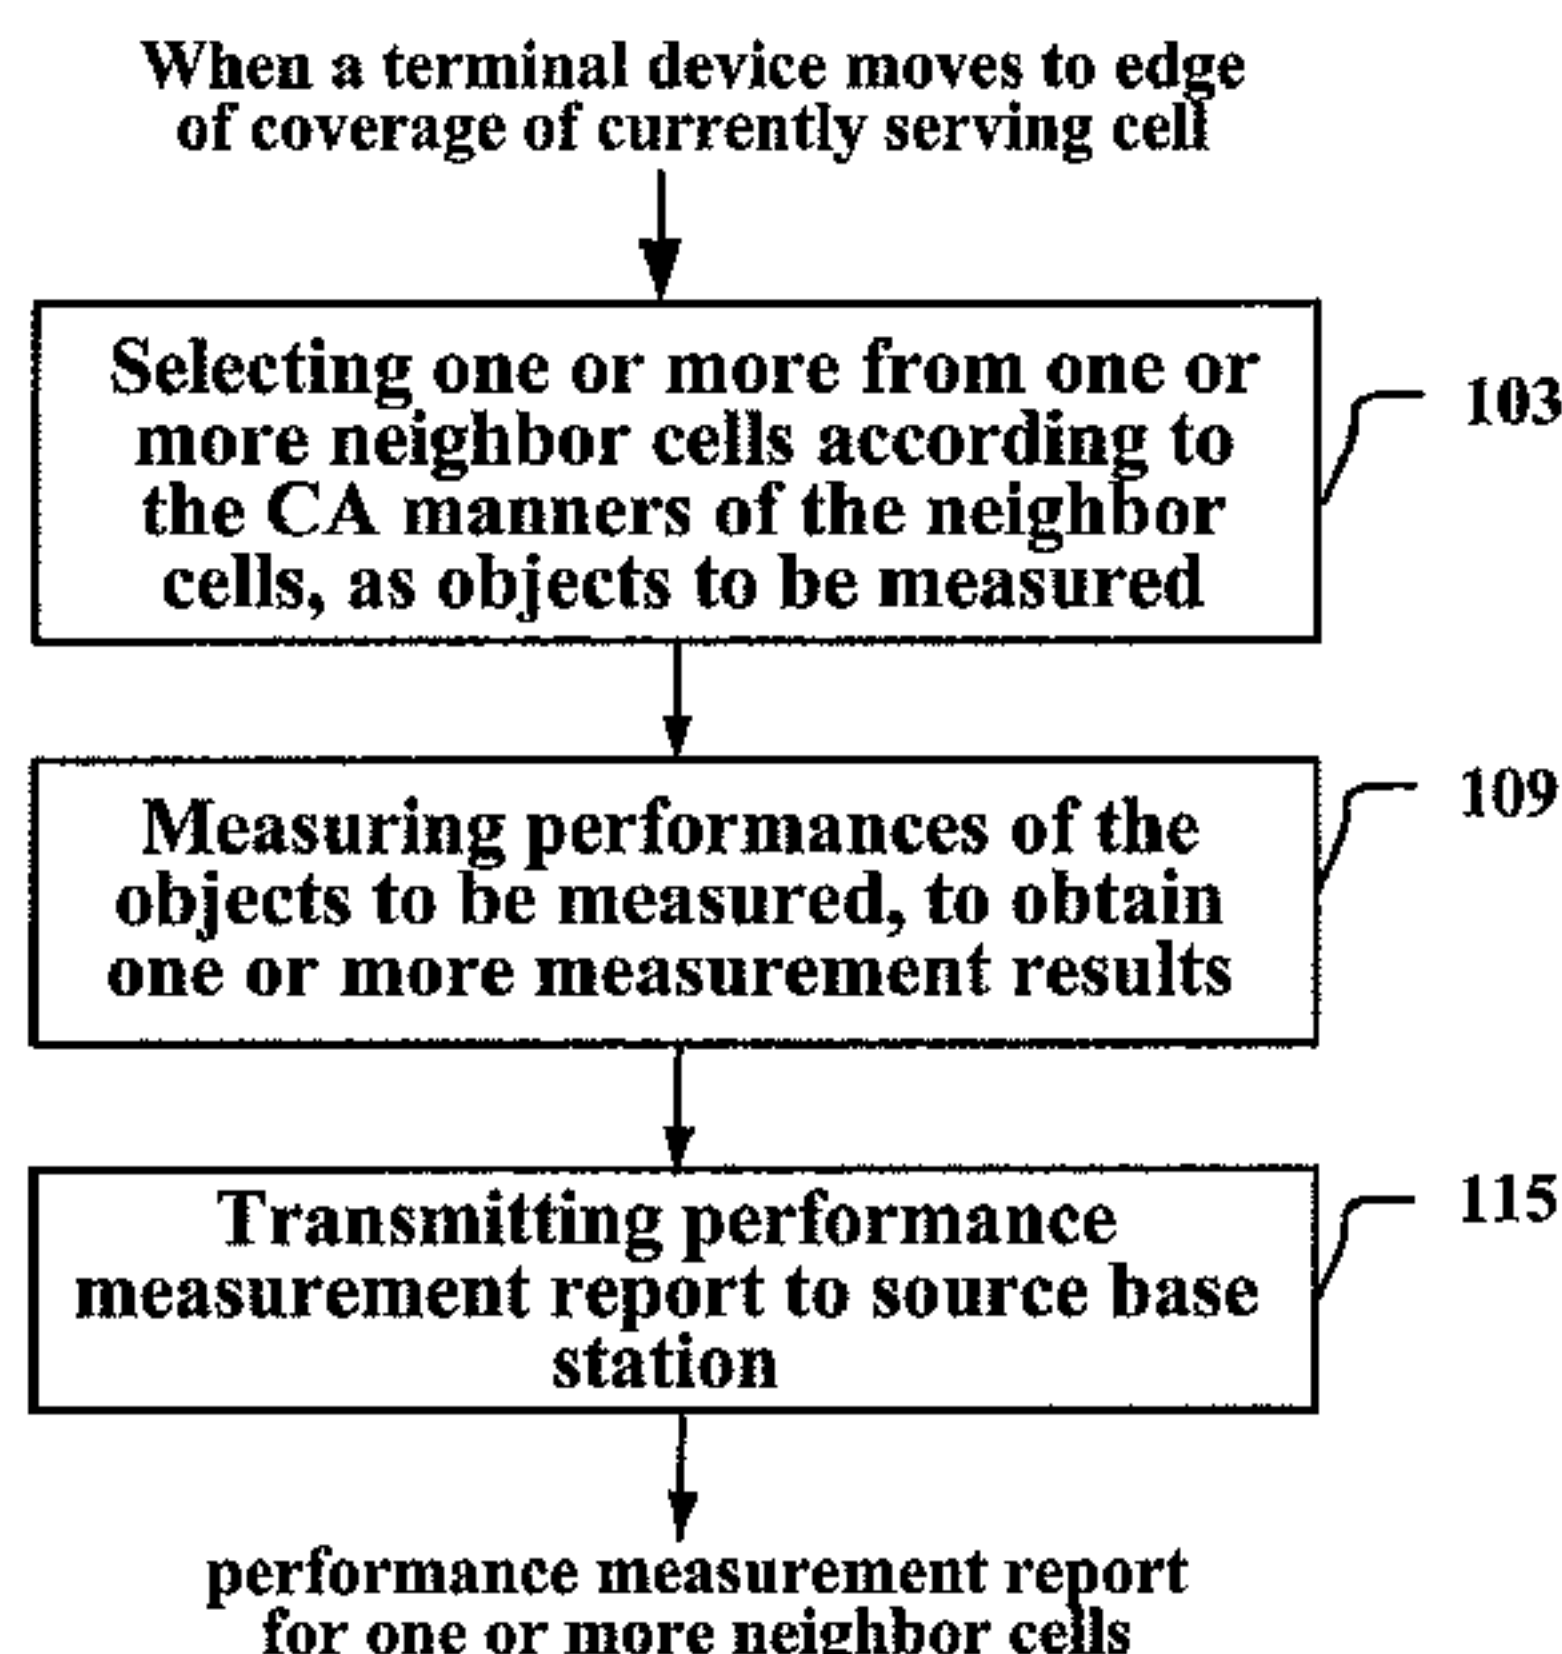 When a terminal device moves to edge
of coverage of currently serving cell
Selecting one or more from one or
more neighbor cells according to
the CA manners of the neighbor
cells, as objects to be measured
103
Measuring performances of the
objects to be measured, to obtain
one or more measurement results
109
Transmitting performance
measurement report to source base
station
115
performance measurement report
for one or more neighbor cells